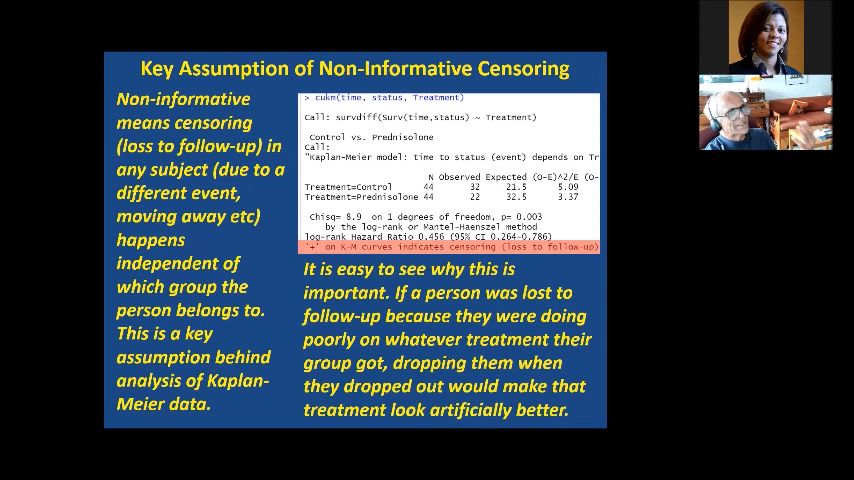 Key Assumption of Non-Informative Censoring
Non-informative
means censoring
(loss to follow-up) in
any subject (due to a
different event,
moving away etc)
happens
independent of
which group the
person belongs to.
This is a key
assumption behind
analysis of Kaplan-
Meier data.
> cukm(time, status, Treatment)
Call: survdiff(Surv(time,status) ~ Treatment)
Control vs. Prednisolone
Call:
"Kaplan-Meier model: time to status (event) depends on Tr
N Observed Expected (O-E)^2/E (O-
Treatment=Control 44 32 21.5 5.09
Treatment=Prednisolone 44 22 32.5 3.37
Chisq= 8.9 on 1 degrees of freedom, p= 0.003
by the log-rank or Mantel-Haenszel method
log-rank Hazard Ratio 0.456 (95% CI 0.264-0.786)
'+' on K-M curves indicates censoring (loss to follow-up)
It is easy to see why this is
important. If a person was lost to
follow-up because they were doing
poorly on whatever treatment their
group got, dropping them when
they dropped out would make that
treatment look artificially better.